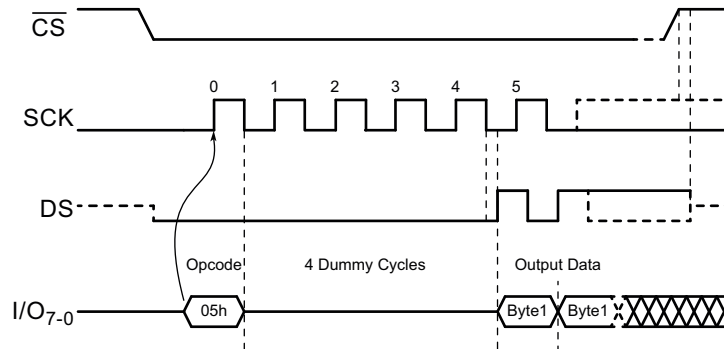 CS
0 1 2 3 4 5
SCK
DS
Opcode 4 Dummy Cycles Output Data
I/O7-0 05h Byte1 Byte1